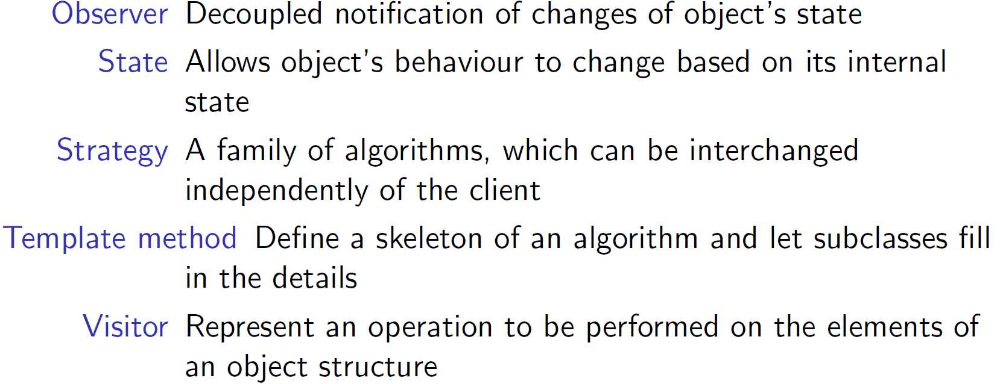 Observer Decoupled notification of changes of object's state
State Allows object's behaviour to change based on its internal
state
Strategy A family of algorithms, which can be interchanged
independently of the client
Template method Define a skeleton of an algorithm and let subclasses fill
in the details
Visitor Represent an operation to be performed on the elements of
an object structure